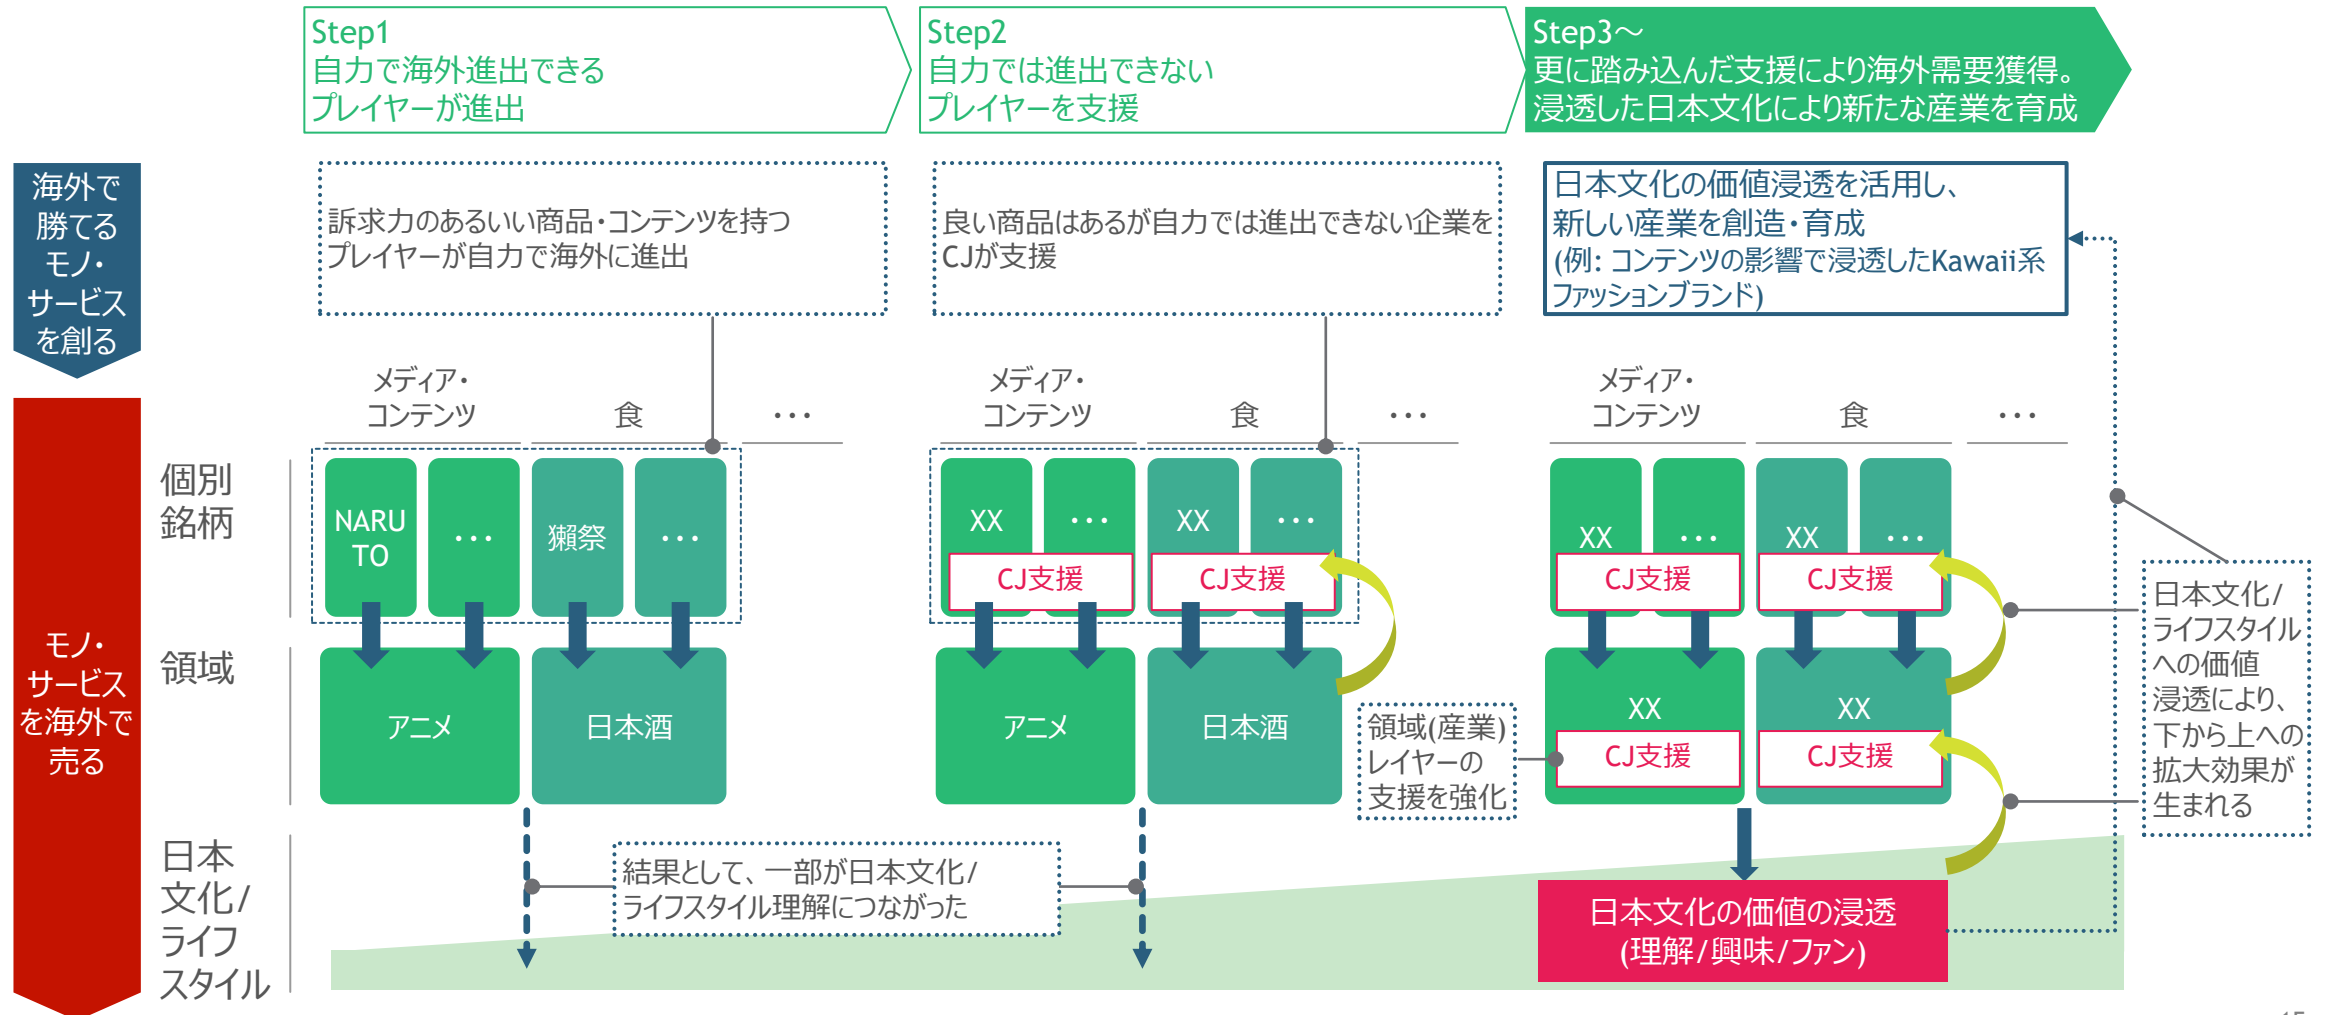 Step1
自力で海外進出できる
プレイヤーが進出
Step2
自力では進出できない
プレイヤーを支援
Step3～
更に踏み込んだ支援により海外需要獲得。
浸透した日本文化により新たな産業を育成
海外で
勝てる
モノ・
サービス
を創る
訴求力のあるいい商品・コンテンツを持つ
プレイヤーが自力で海外に進出
良い商品はあるが自力では進出できない企業を
CJが支援
日本文化の価値浸透を活用し、
新しい産業を創造・育成
(例: コンテンツの影響で浸透したKawaii系
ファッションブランド)
モノ・
サービス
を海外で
売る
個別
銘柄
領域
日本
文化/
ライフ
スタイル
メディア・
コンテンツ
食
・・・
NARU
TO
・・・
獺祭
・・・
アニメ
日本酒
メディア・
コンテンツ
食
・・・
XX
・・・
XX
・・・
CJ支援
CJ支援
アニメ
日本酒
結果として、一部が日本文化/
ライフスタイル理解につながった
領域(産業)
レイヤーの
支援を強化
メディア・
コンテンツ
食
・・・
XX
・・・
XX
・・・
CJ支援
CJ支援
XX
XX
CJ支援
CJ支援
日本文化の価値の浸透
(理解/興味/ファン)
日本文化/
ライフスタイル
への価値
浸透により、
下から上への
拡大効果が
生まれる